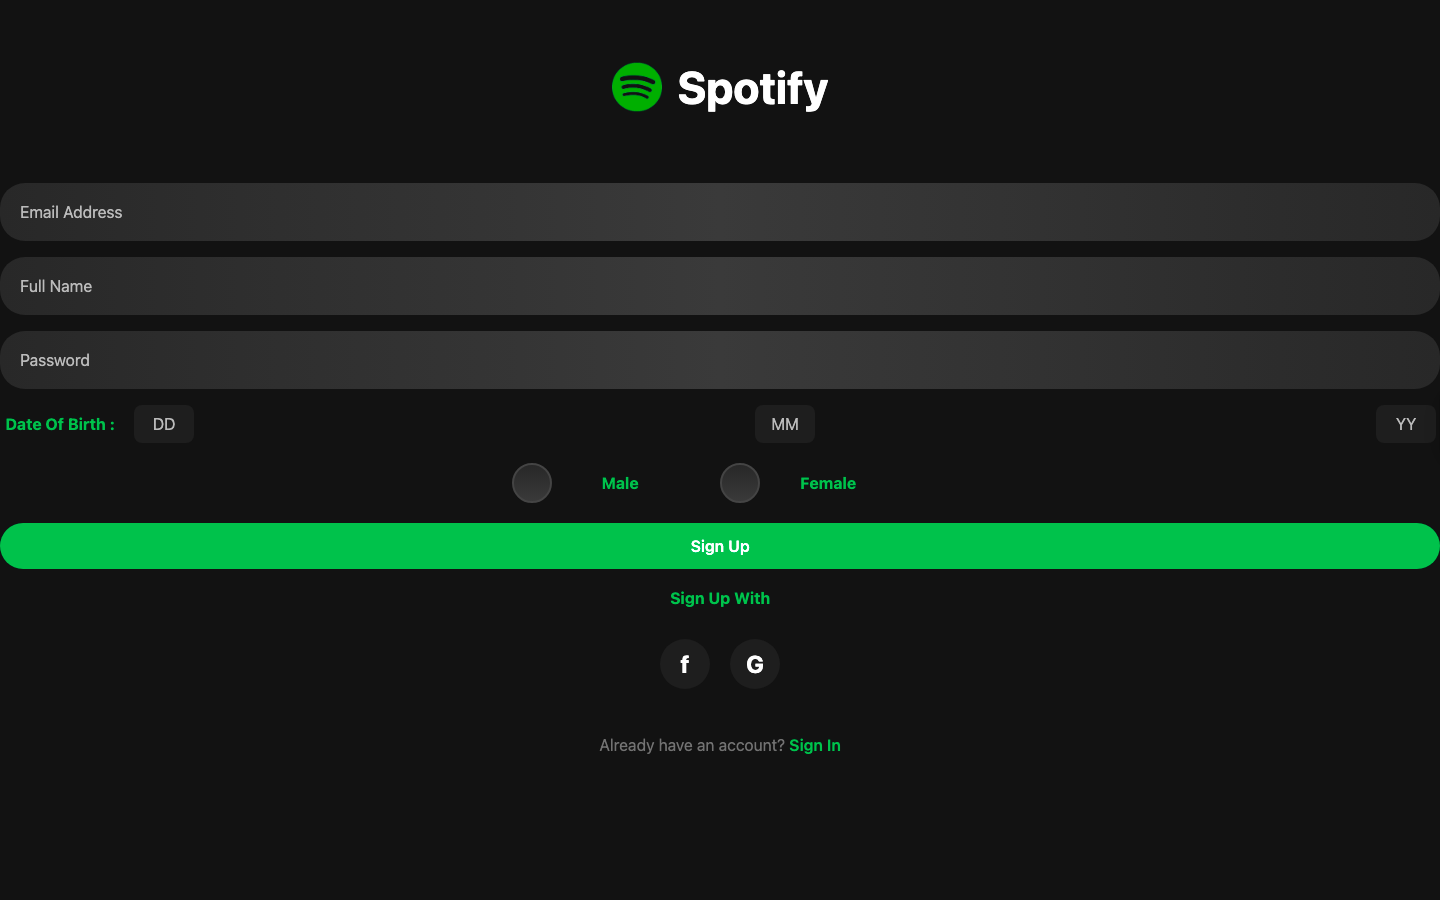 Spotify
Email Address
Full Name
Password
Date Of Birth : DD MM YY
Male Female
Sign Up
Sign Up With
f G
Already have an account? Sign In